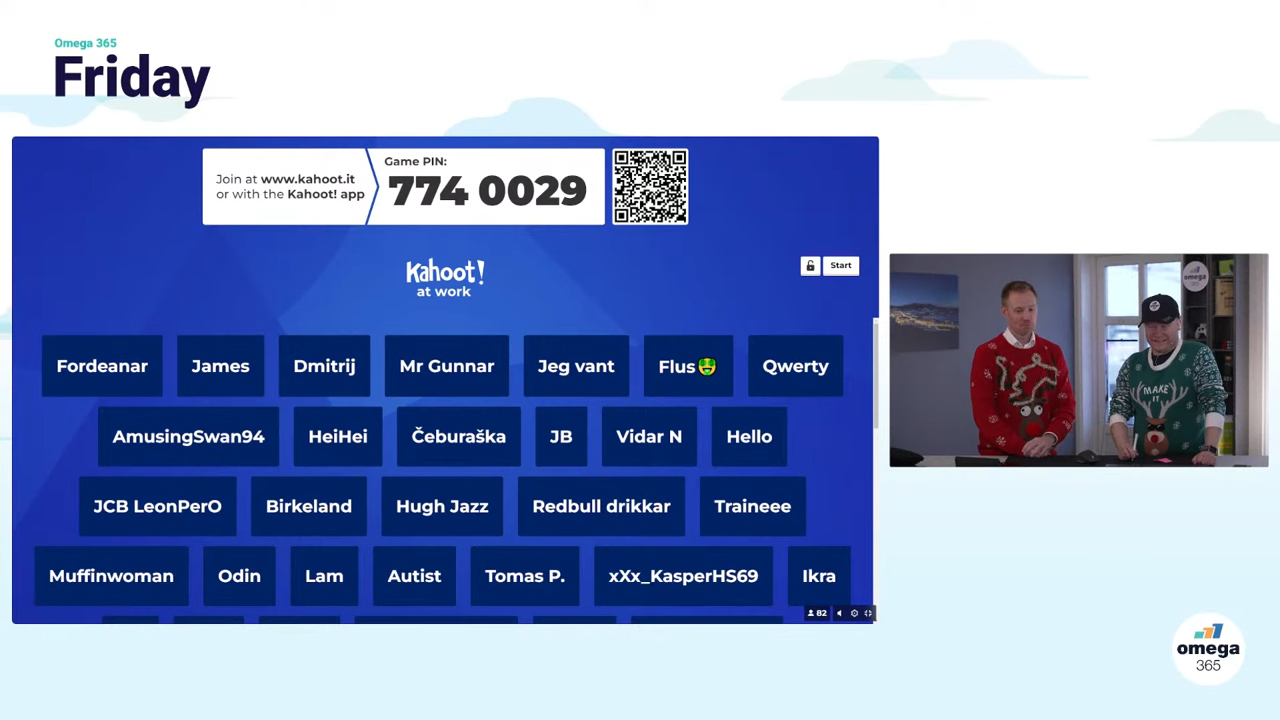 Omega 365
Friday
Join at www.kahoot.it
or with the Kahoot! app
Game PIN:
774 0029
Kahoot!
at work
Start
Fordeanar James Dmitrij Mr Gunnar Jeg vant Flus🤑 Qwerty
AmusingSwan94 HeiHei Čeburaška JB Vidar N Hello
JCB LeonPerO Birkeland Hugh Jazz Redbull drikkar Traineee
Muffinwoman Odin Lam Autist Tomas P. xXx_KasperHS69 Ikra
82
omega
365
MAKE
IT
omega
365